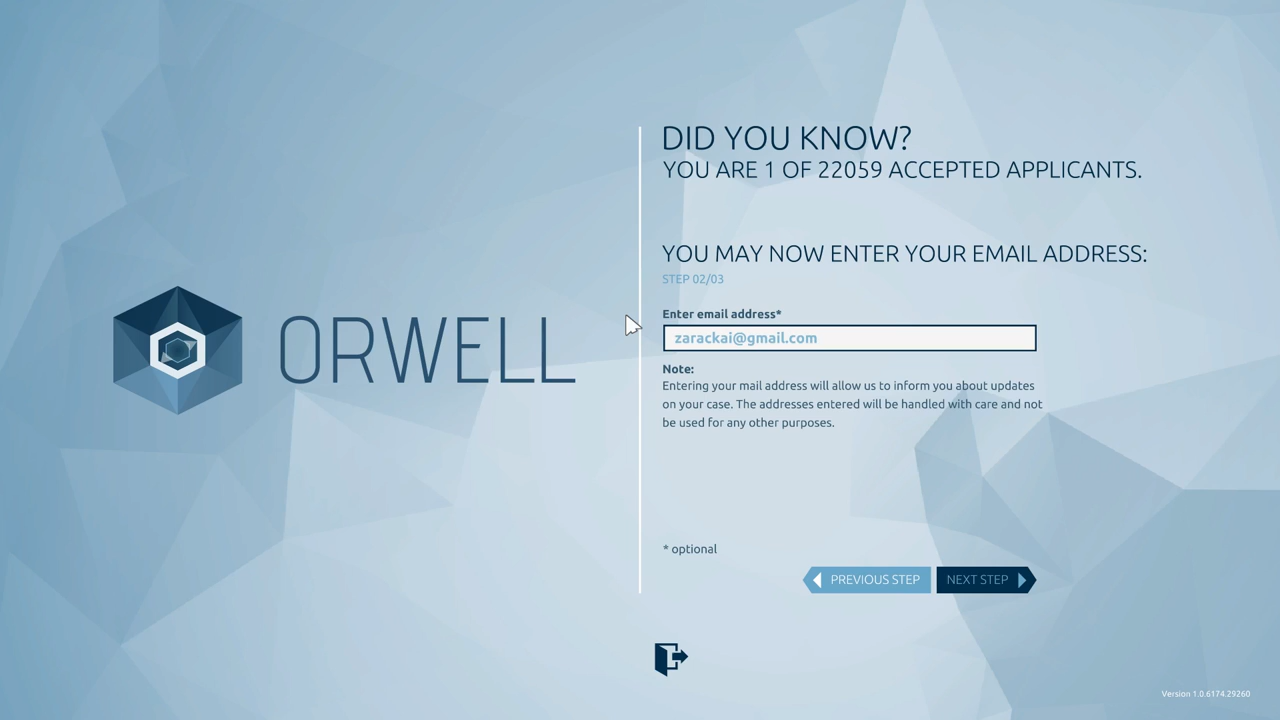 DID YOU KNOW?
YOU ARE 1 OF 22059 ACCEPTED APPLICANTS.
YOU MAY NOW ENTER YOUR EMAIL ADDRESS:
STEP 02/03
Enter email address*
zarackai@gmail.com
Note:
Entering your mail address will allow us to inform you about updates
on your case. The addresses entered will be handled with care and not
be used for any other purposes.
ORWELL
* optional
PREVIOUS STEP
NEXT STEP
Version 1.0.6174.29260